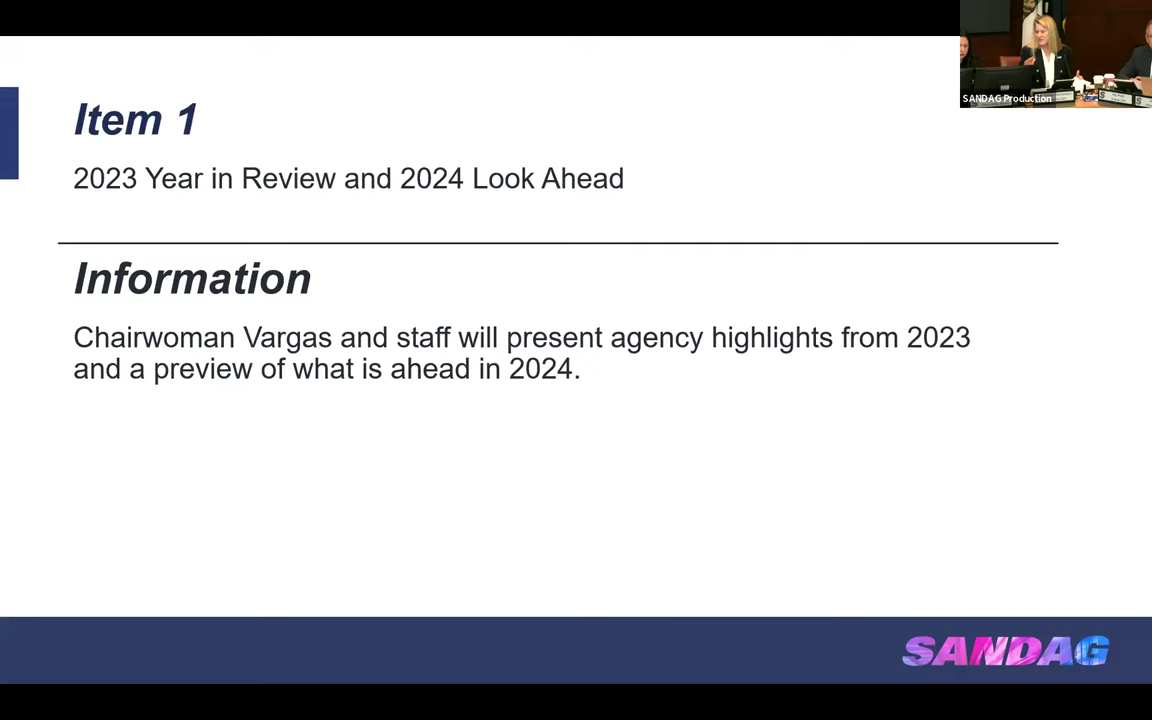 SANDAG Production
Item 1
2023 Year in Review and 2024 Look Ahead
Information
Chairwoman Vargas and staff will present agency highlights from 2023
and a preview of what is ahead in 2024.
SANDAG